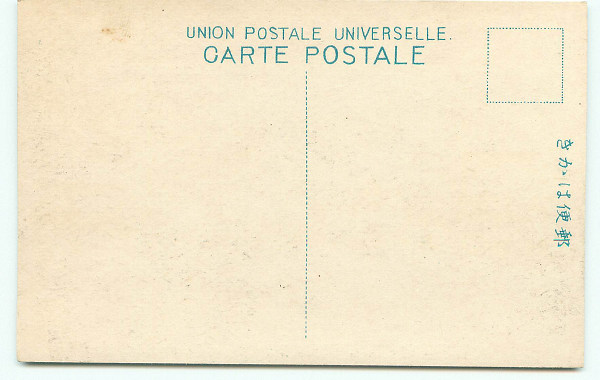 UNION POSTALE UNIVERSELLE.
CARTE POSTALE
きかは便郵